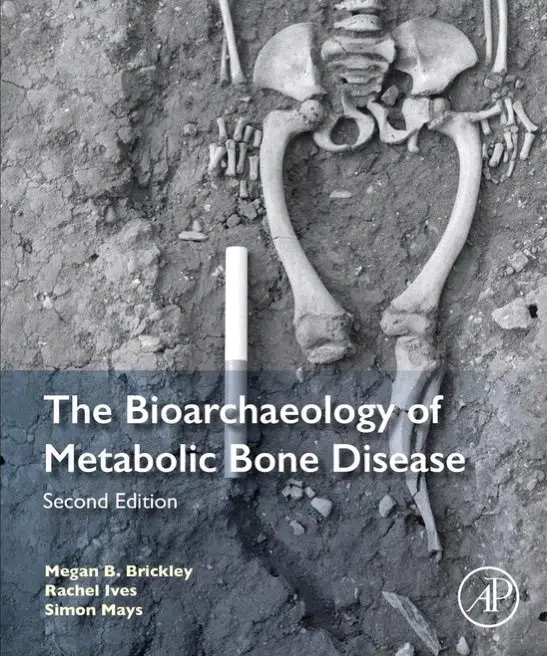 The Bioarchaeology of
Metabolic Bone Disease
Second Edition
Megan B. Brickley
Rachel Ives
Simon Mays
AP